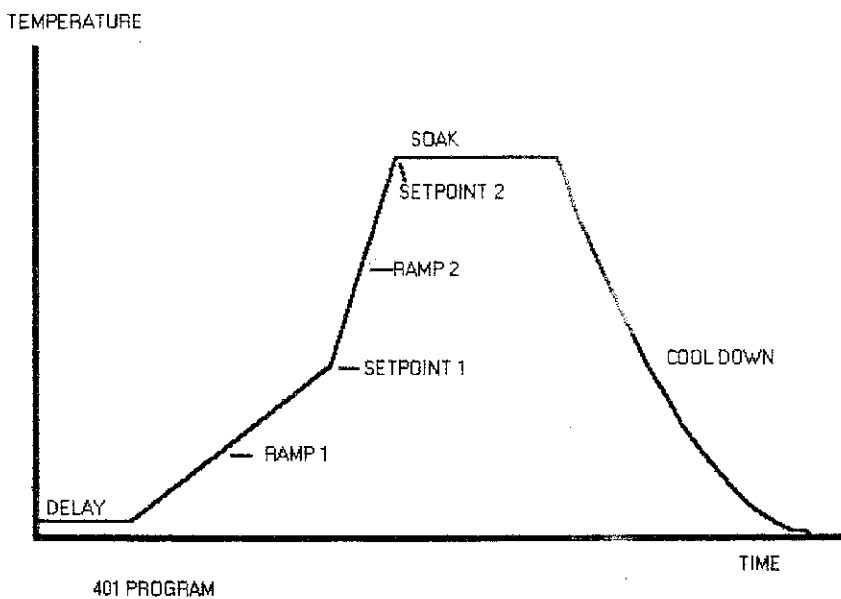 TEMPERATURE
SOAK
SETPOINT 2
RAMP 2
SETPOINT 1
COOL DOWN
RAMP 1
DELAY
TIME
401 PROGRAM